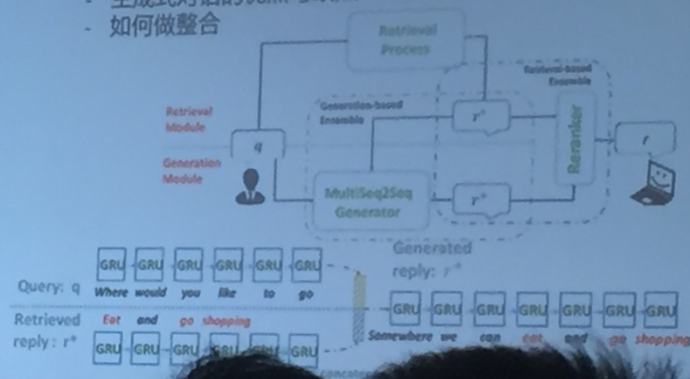 - 如何做整合
Retrieval
Process
Retrieval-based
Ensemble
Generation-based
Ensemble
Retrieval
Module
r*
q
Reranker
r
Generation
Module
MultiSeq2Seq
Generator
Generated
reply:
GRU GRU GRU GRU GRU GRU
Query: q
Where would you like to go
GRU GRU GRU GRU GRU GRU GRU
Retrieved
reply: r*
Eat and go shopping
Somewhere we can eat and go shopping
GRU GRU GRU GRU GRU GRU